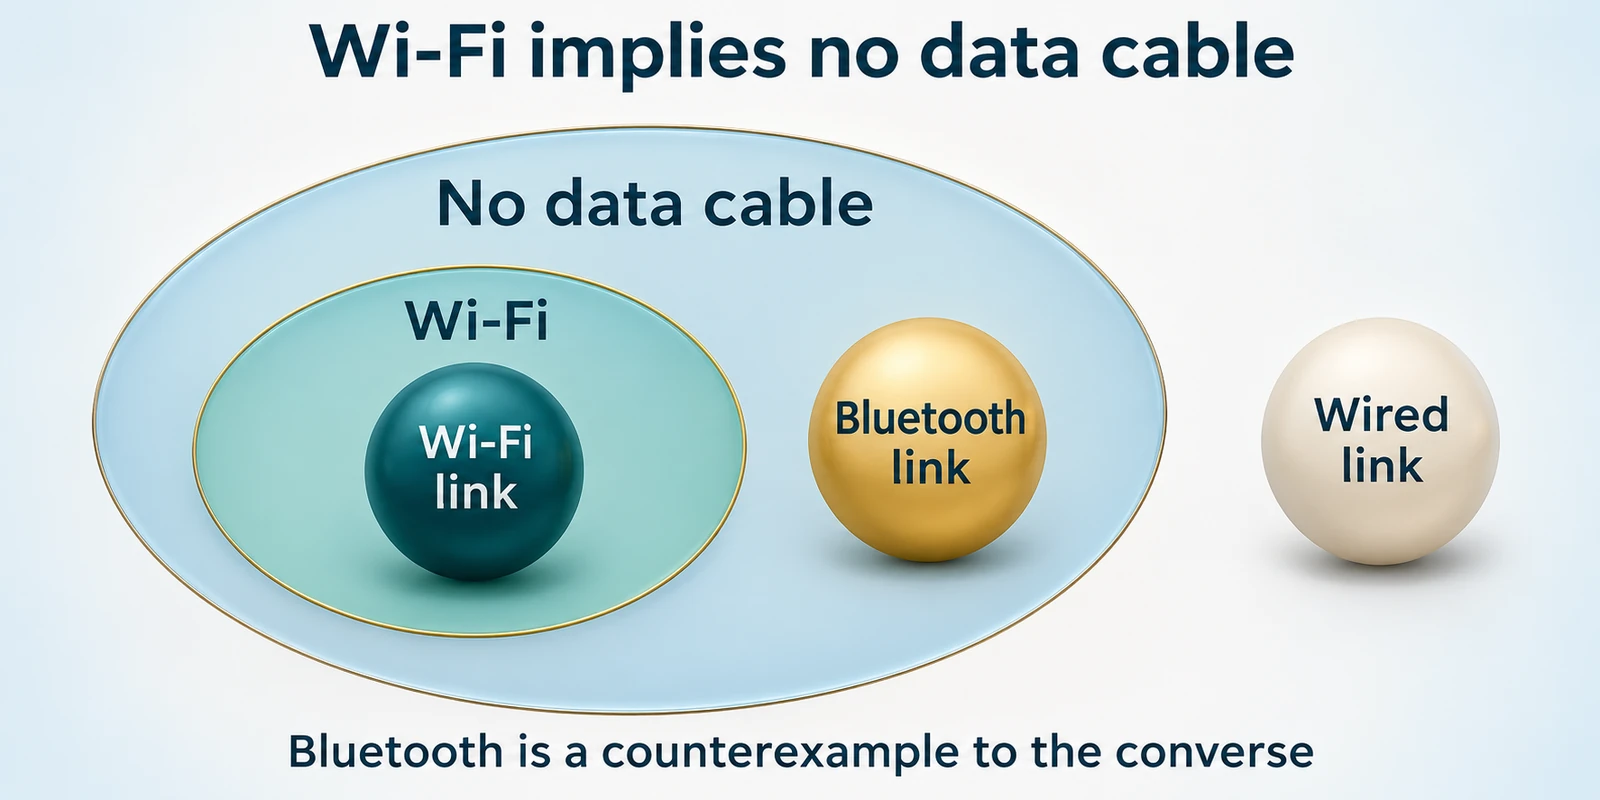 Wi-Fi implies no data cable
No data cable
Wi-Fi
Wi-Fi
link
Bluetooth
link
Wired
link
Bluetooth is a counterexample to the converse